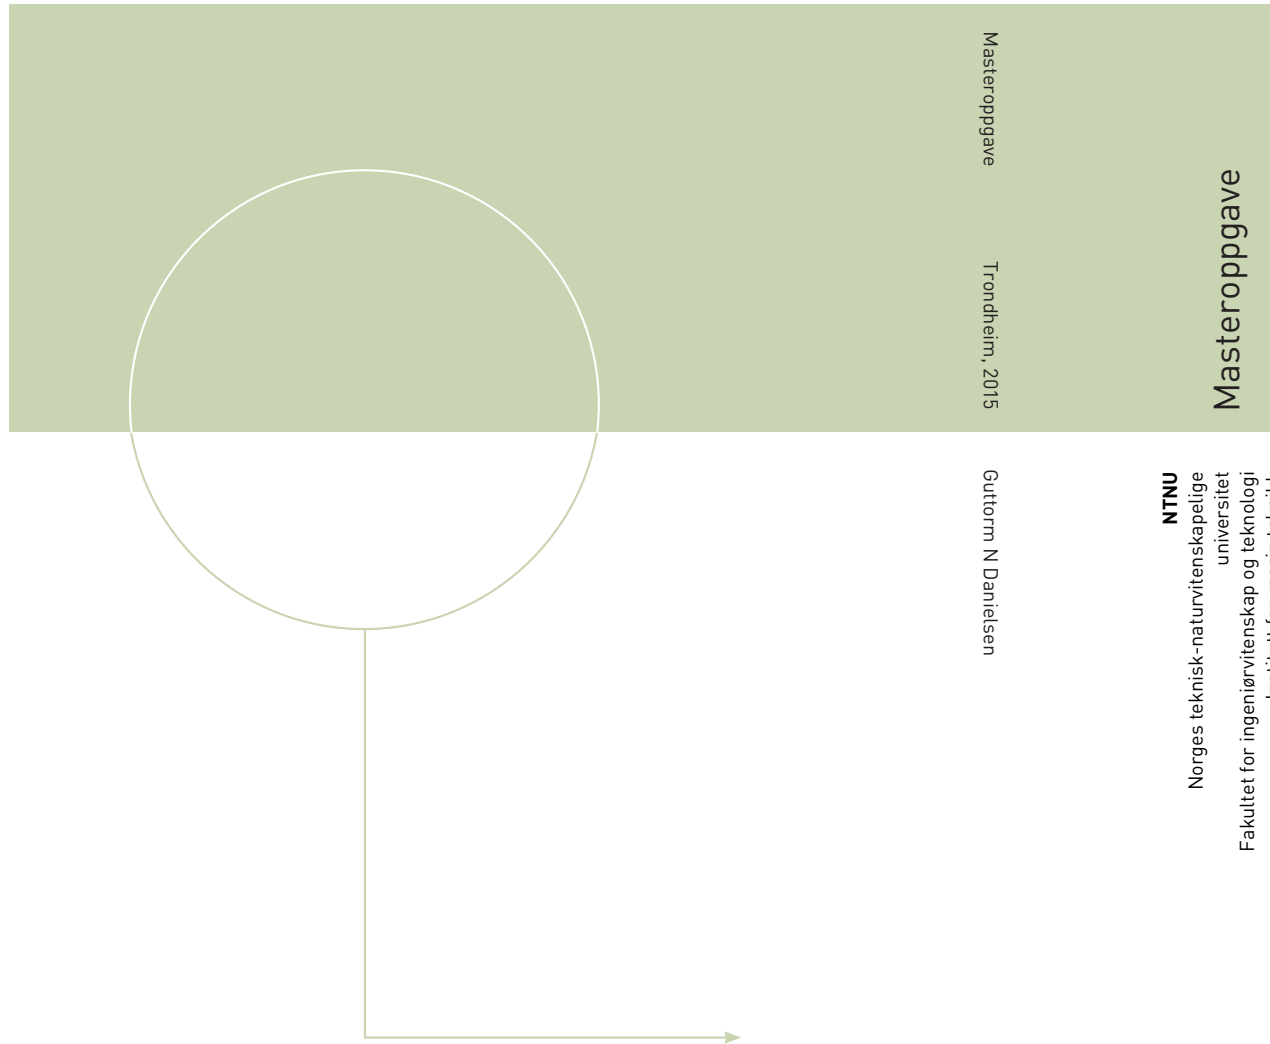 Masteroppgave
Trondheim, 2015
Guttorm N Danielsen
Masteroppgave
NTNU
Norges teknisk-naturvitenskapelige
universitet
Fakultet for ingeniørvitenskap og teknologi